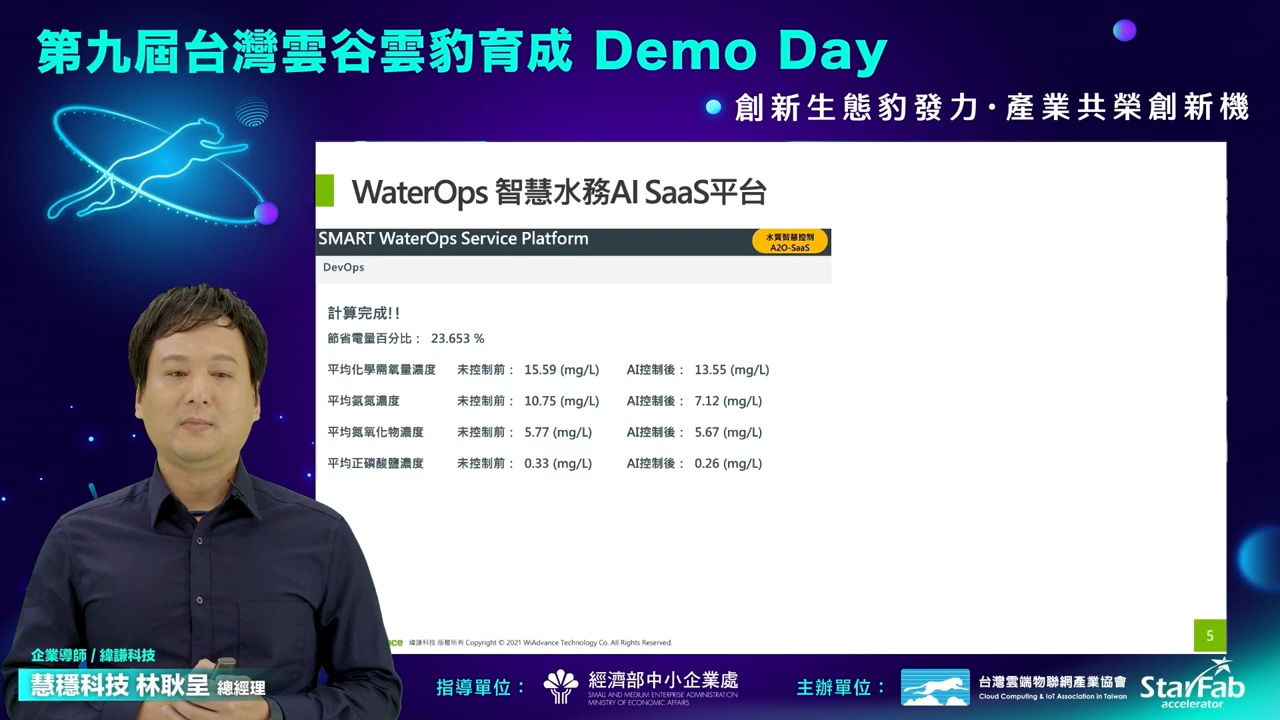 第九屆台灣雲谷雲豹育成 Demo Day
創新生態豹發力・產業共榮創新機
WaterOps 智慧水務AI SaaS平台
SMART WaterOps Service Platform
水質智慧控制
A2O-SaaS
DevOps
計算完成!!
節省電量百分比： 23.653 %
平均化學需氧量濃度 未控制前： 15.59 (mg/L) AI控制後： 13.55 (mg/L)
平均氨氮濃度 未控制前： 10.75 (mg/L) AI控制後： 7.12 (mg/L)
平均氮氧化物濃度 未控制前： 5.77 (mg/L) AI控制後： 5.67 (mg/L)
平均正磷酸鹽濃度 未控制前： 0.33 (mg/L) AI控制後： 0.26 (mg/L)
緯謙科技 版權所有 Copyright © 2021 WiAdvance Technology Co. All Rights Reserved.
5
企業導師 / 緯謙科技
慧穩科技 林耿呈 總經理
指導單位：
經濟部中小企業處
SMALL AND MEDIUM ENTERPRISE ADMINISTRATION
MINISTRY OF ECONOMIC AFFAIRS
主辦單位：
台灣雲端物聯網產業協會
Cloud Computing & IoT Association in Taiwan
StarFab
accelerator